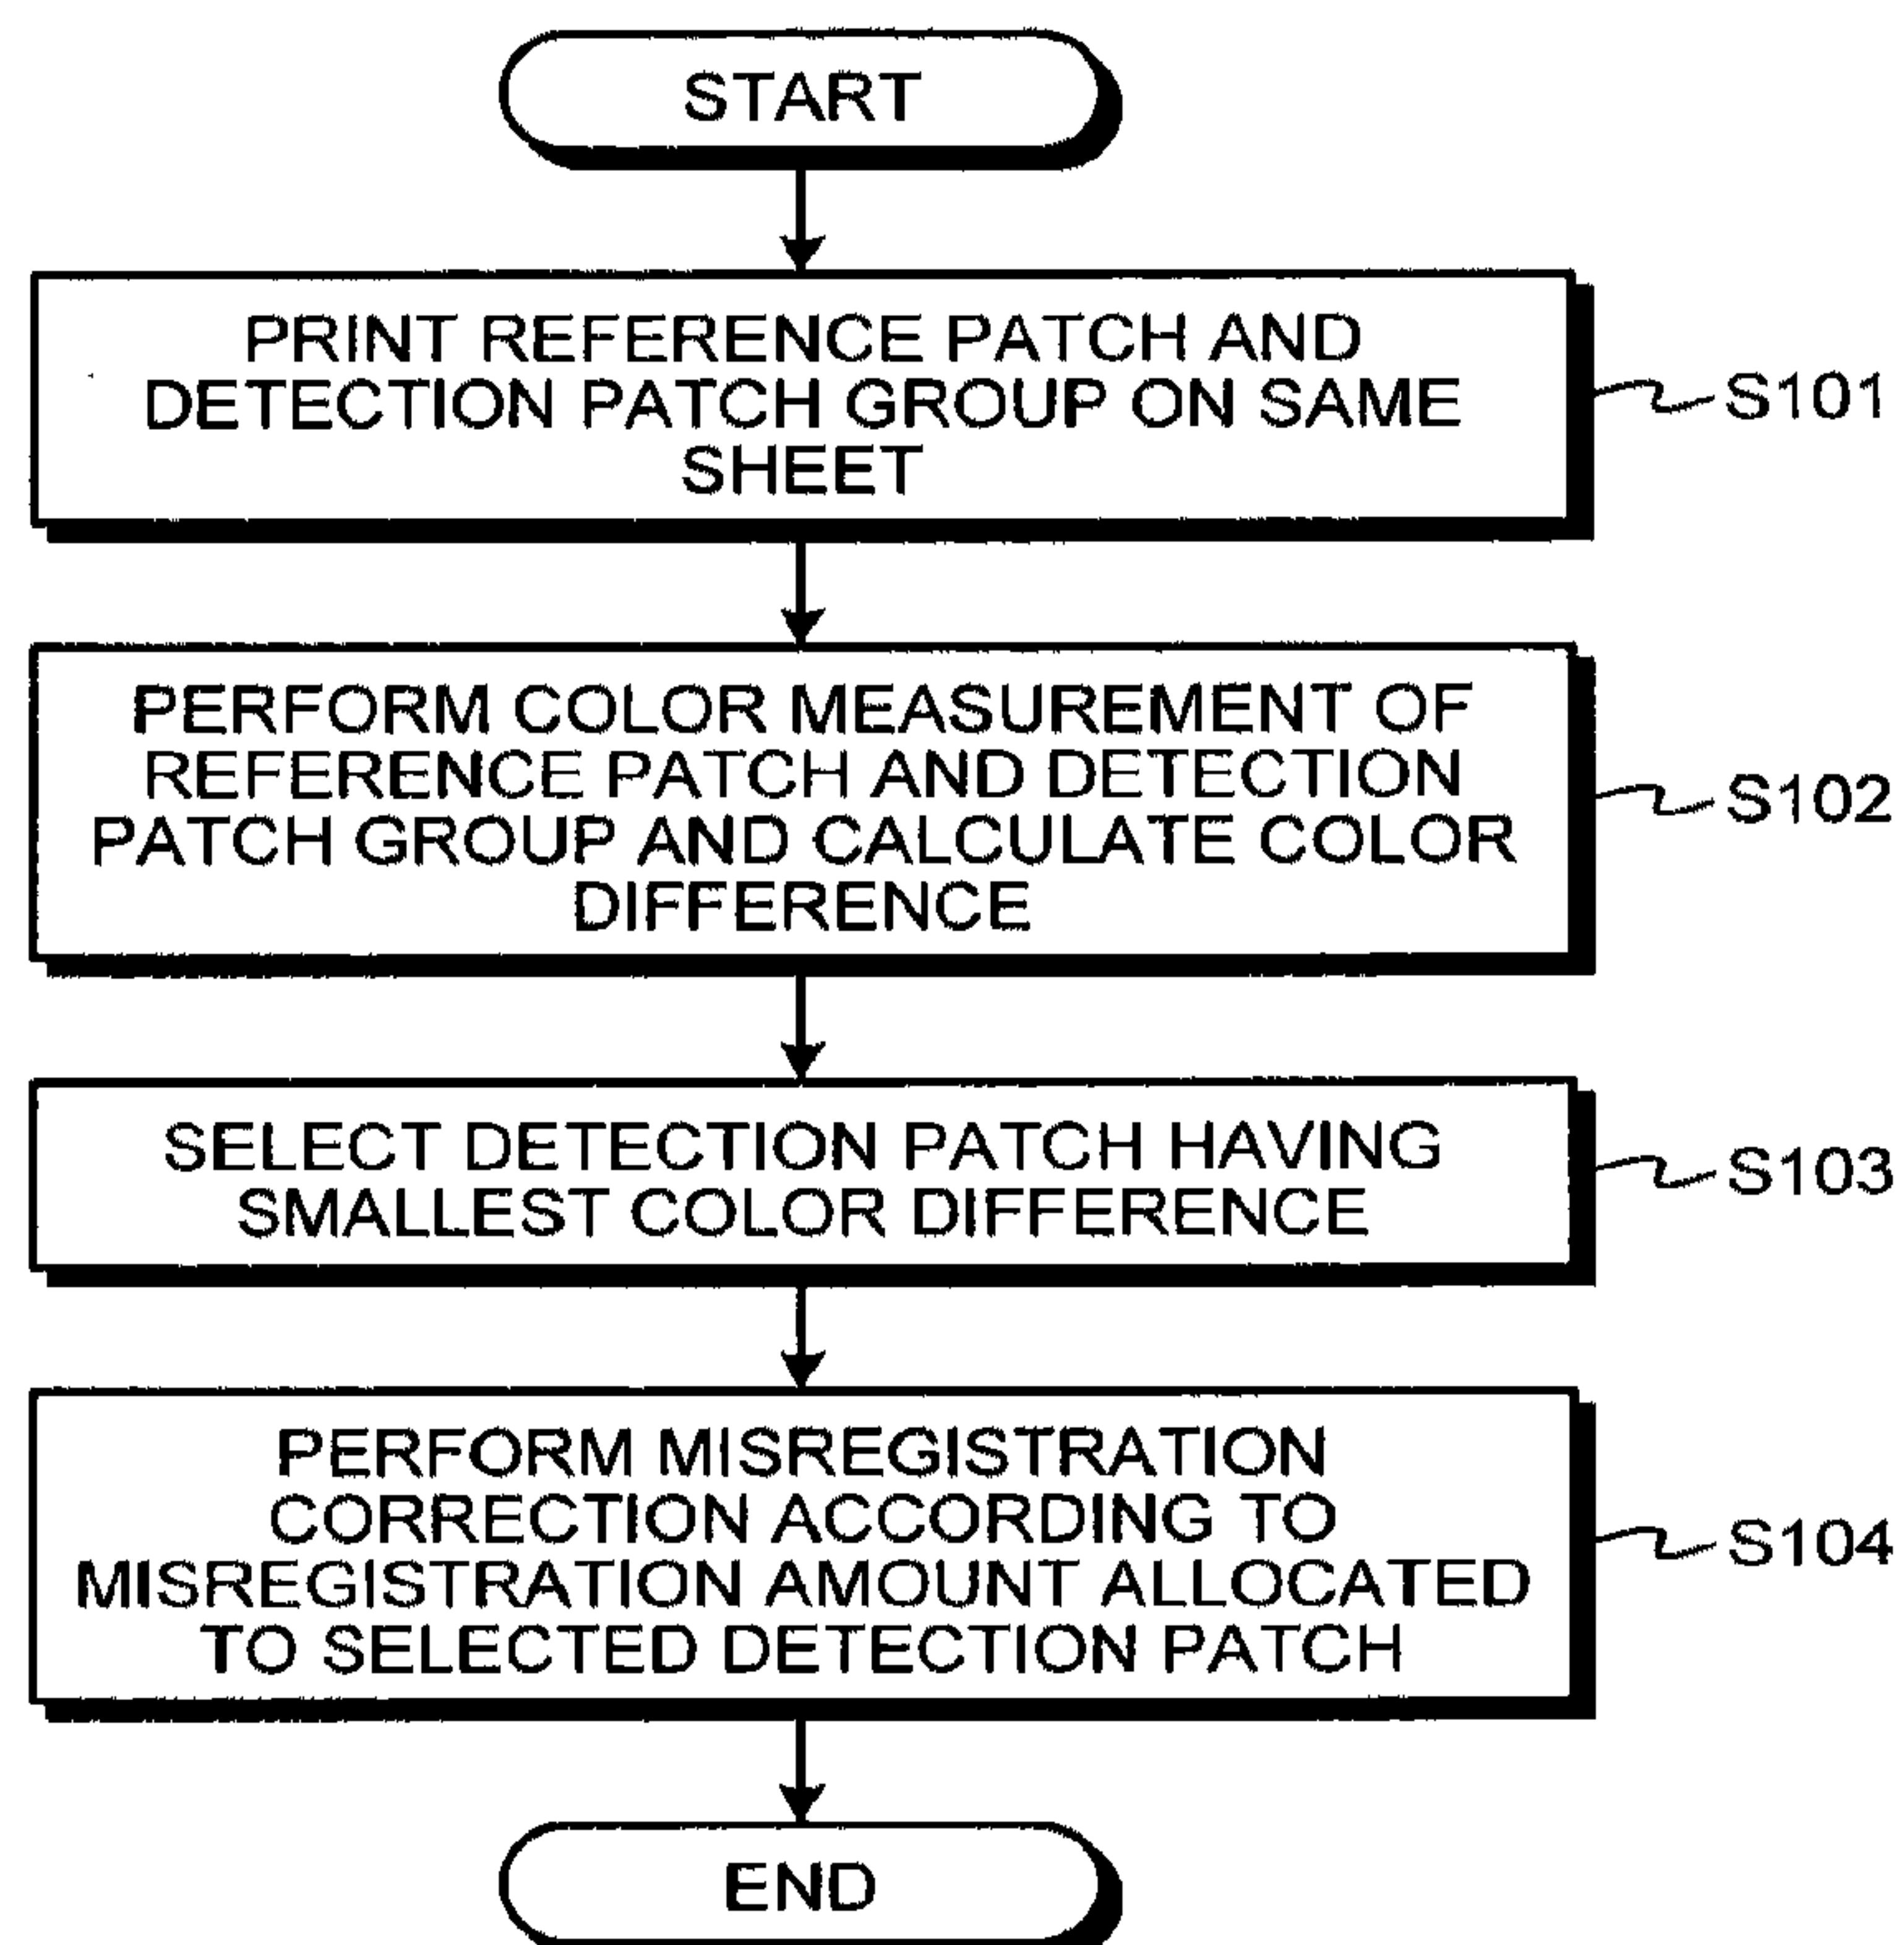 START
PRINT REFERENCE PATCH AND
DETECTION PATCH GROUP ON SAME
SHEET
S101
PERFORM COLOR MEASUREMENT OF
REFERENCE PATCH AND DETECTION
PATCH GROUP AND CALCULATE COLOR
DIFFERENCE
S102
SELECT DETECTION PATCH HAVING
SMALLEST COLOR DIFFERENCE
S103
PERFORM MISREGISTRATION
CORRECTION ACCORDING TO
MISREGISTRATION AMOUNT ALLOCATED
TO SELECTED DETECTION PATCH
S104
END